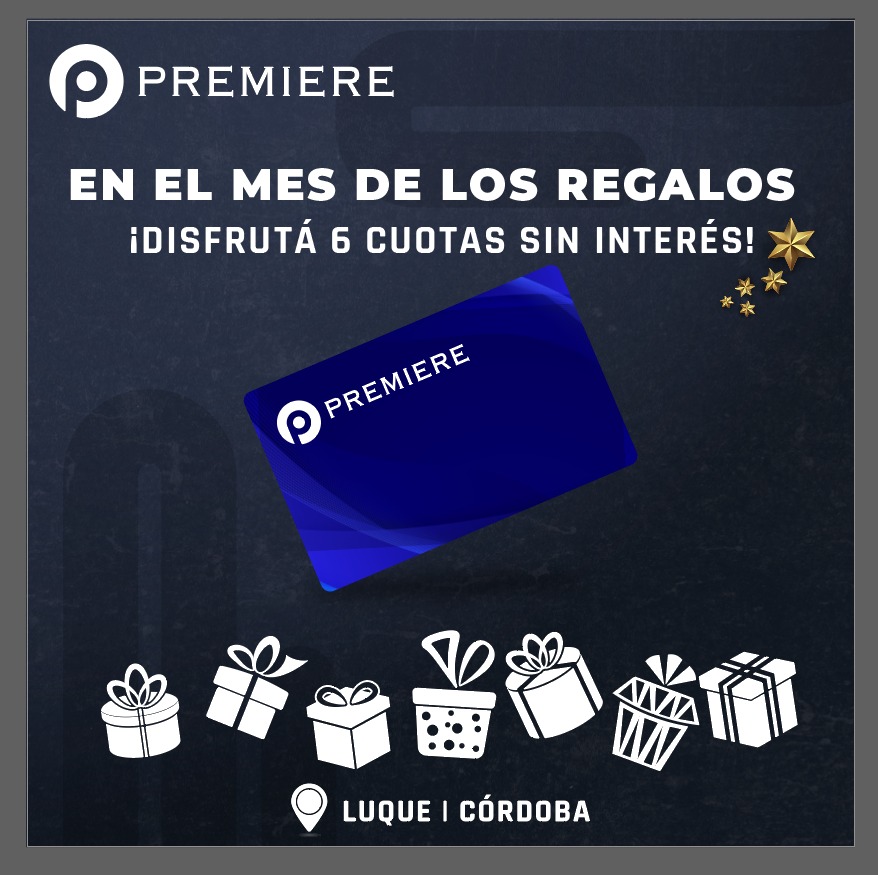 PREMIERE
EN EL MES DE LOS REGALOS
¡DISFRUTÁ 6 CUOTAS SIN INTERÉS!
PREMIERE
LUQUE | CÓRDOBA